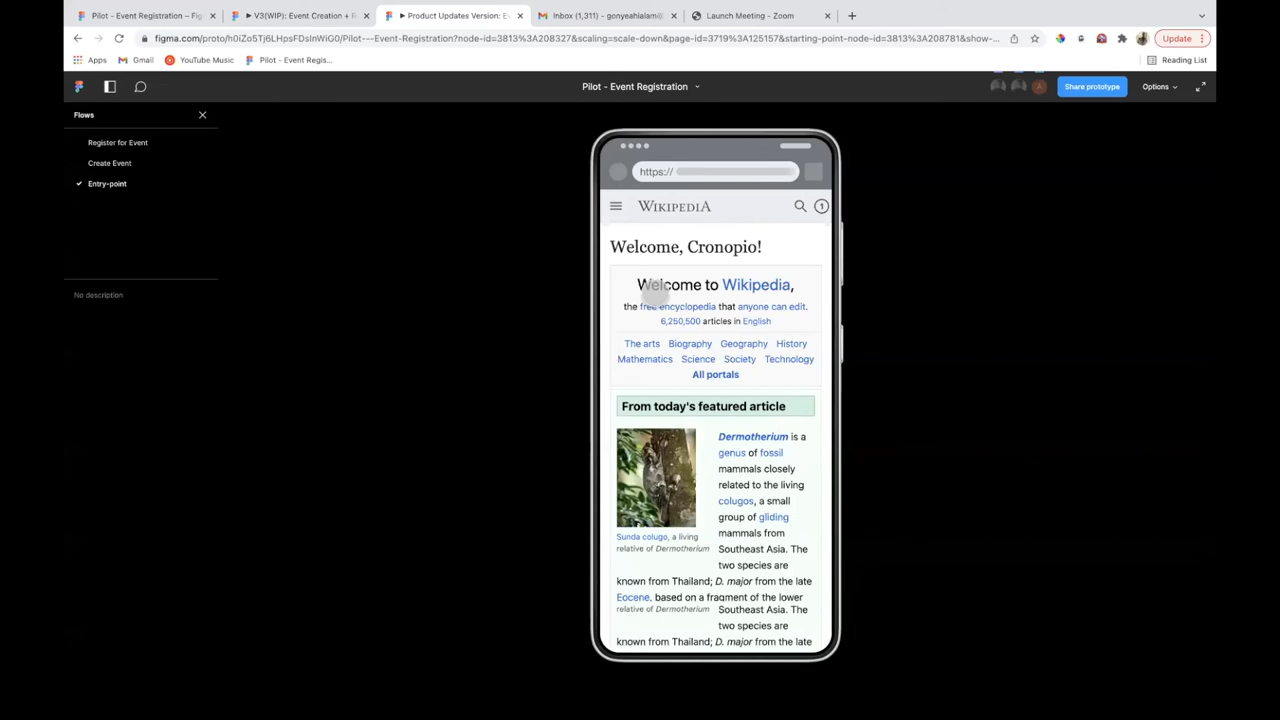 Pilot - Event Registration – Fig
V3(WIP): Event Creation + R
Product Updates Version: E
Inbox (1,311) - gonyeahialam@
Launch Meeting - Zoom
figma.com/proto/h0iZo5Tj6LHpsFDsInWiG0/Pilot---Event-Registration?node-id=3813%3A208327&scaling=scale-down&page-id=3719%3A125157&starting-point-node-id=3813%3A208781&show-...
Update
Apps
Gmail
YouTube Music
Pilot - Event Regis...
Reading List
Pilot - Event Registration
A
Share prototype
Options
Flows
Register for Event
Create Event
Entry-point
No description
https://
WIKIPEDIA
1
Welcome, Cronopio!
Welcome to Wikipedia,
the free encyclopedia that anyone can edit.
6,250,500 articles in English
The arts Biography Geography History
Mathematics Science Society Technology
All portals
From today's featured article
Dermotherium is a
genus of fossil
mammals closely
related to the living
colugos, a small
group of gliding
mammals from
Southeast Asia. The
two species are
Sunda colugo, a living
relative of Dermotherium
known from Thailand; D. major from the late
Eocene, based on a fragment of the lower
relative of Dermotherium
Southeast Asia. The
two species are
known from Thailand; D. major from the late